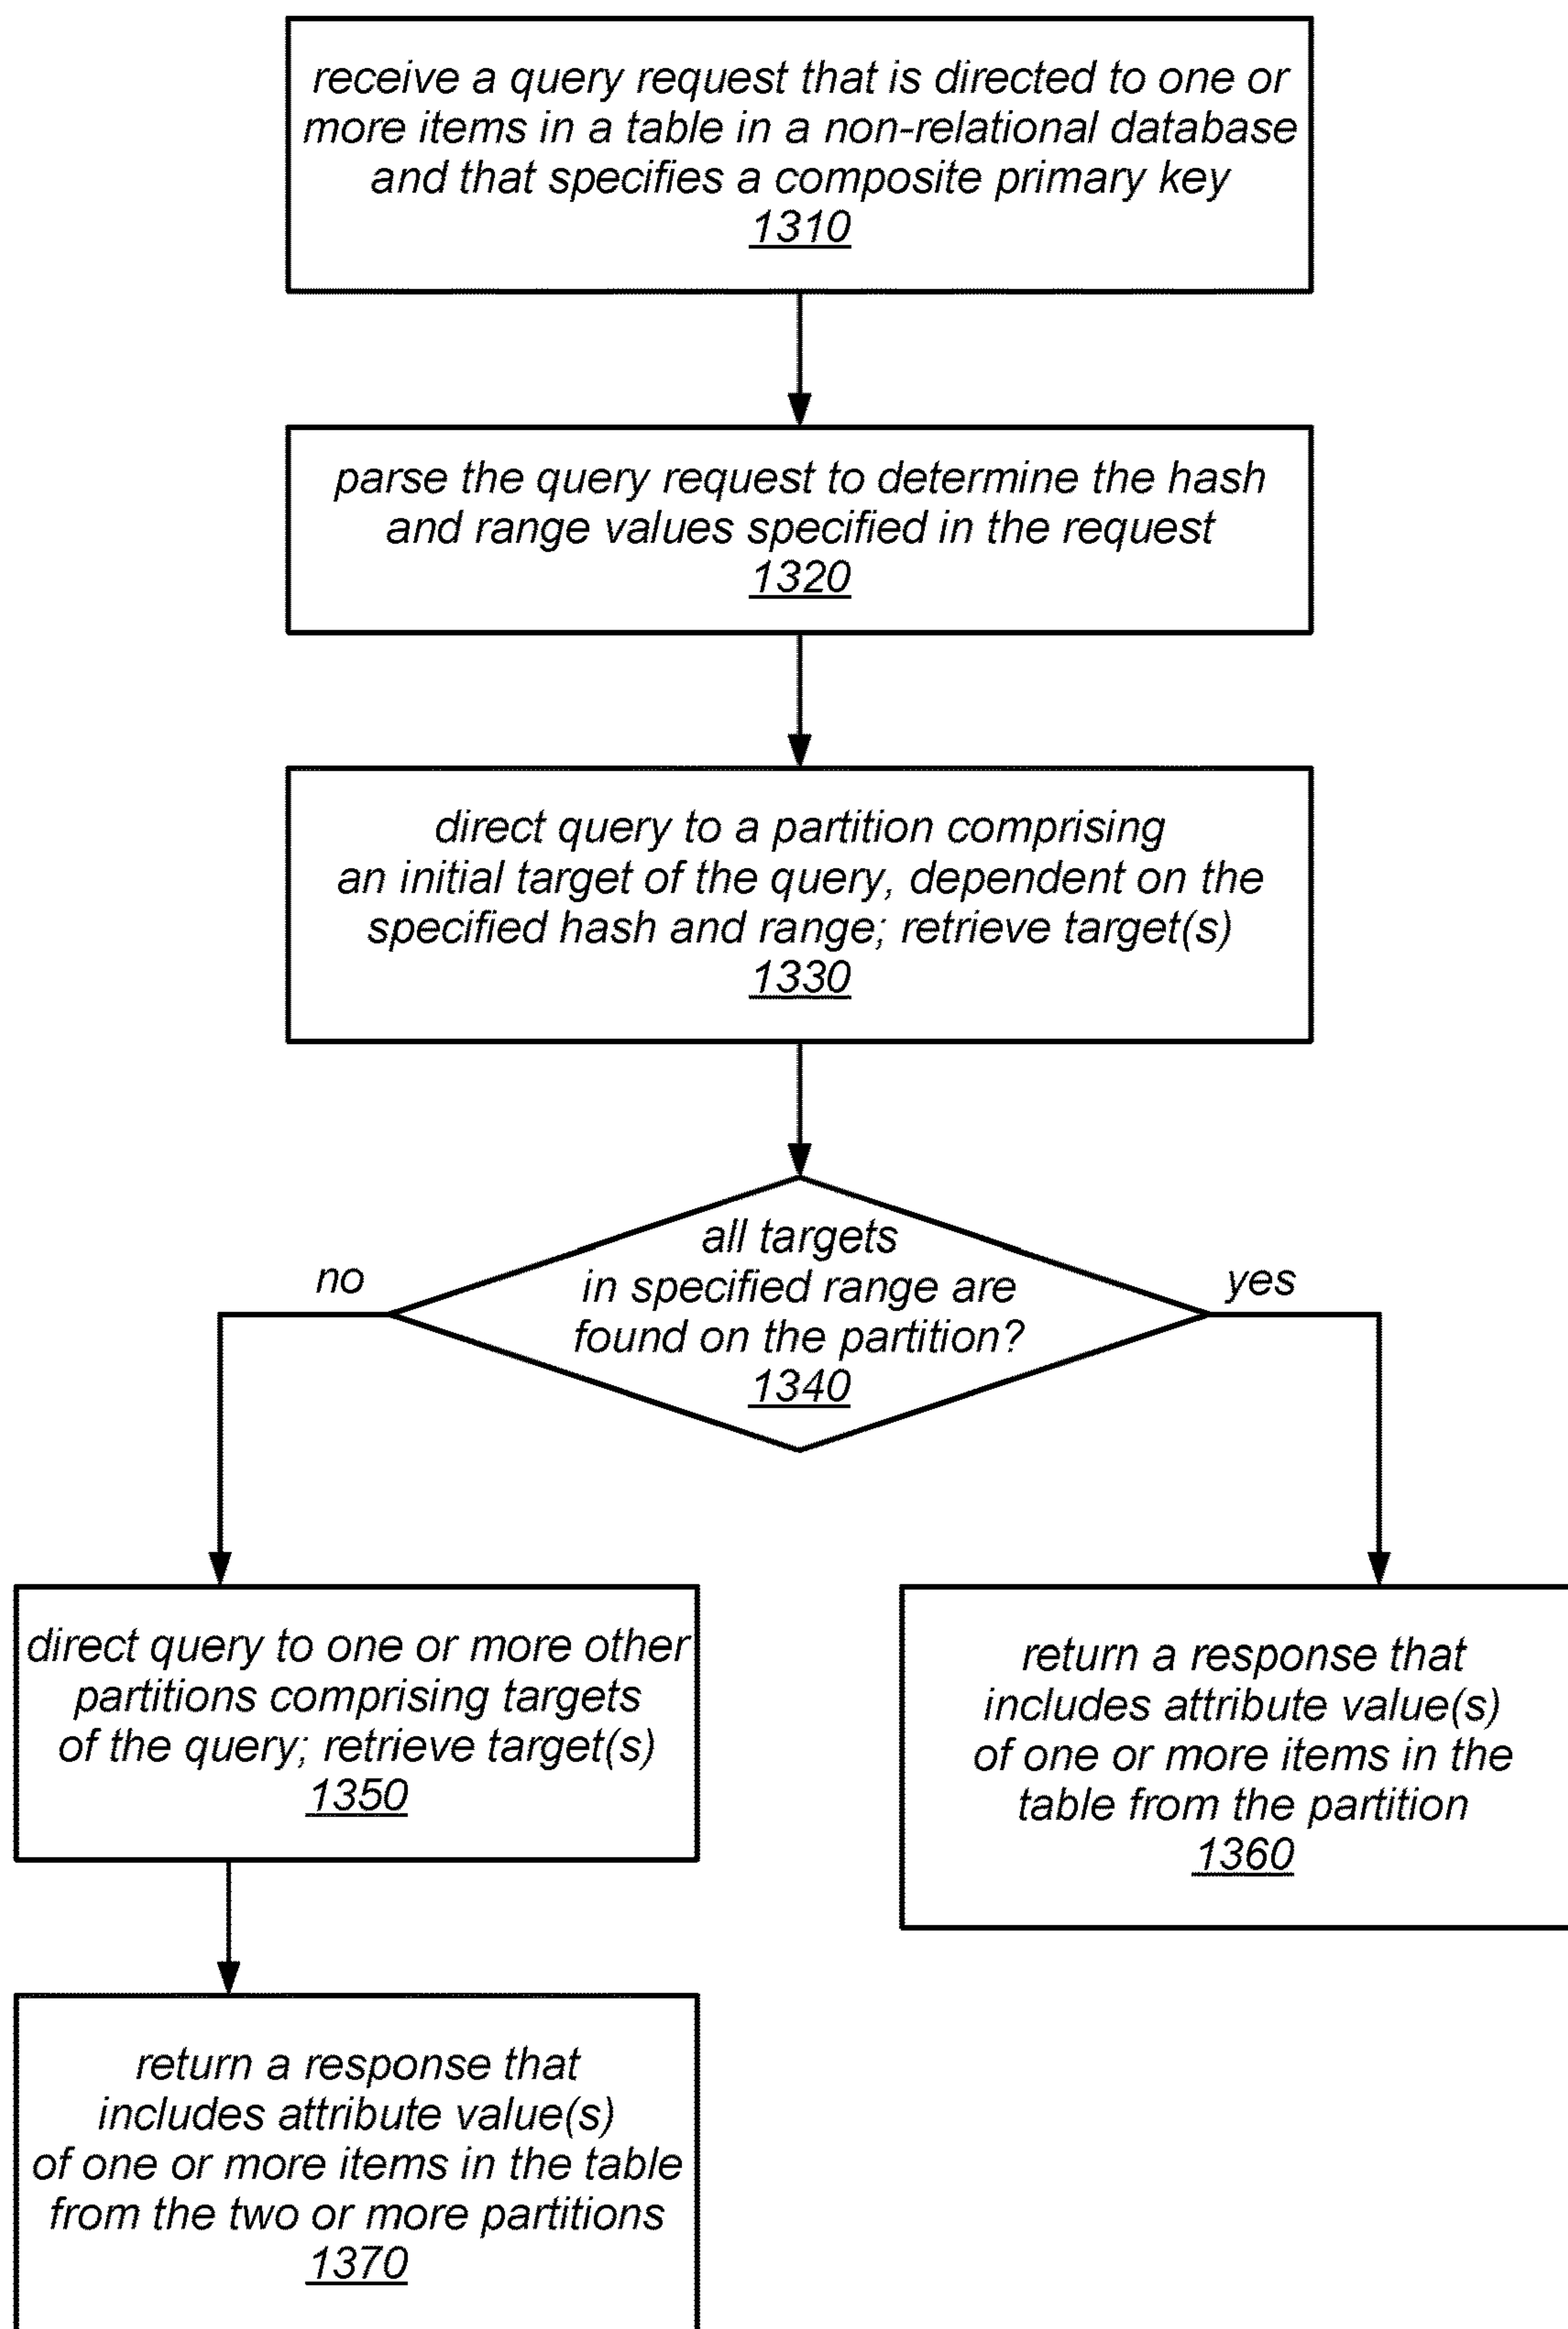 receive a query request that is directed to one or
more items in a table in a non-relational database
and that specifies a composite primary key
1310
parse the query request to determine the hash
and range values specified in the request
1320
direct query to a partition comprising
an initial target of the query, dependent on the
specified hash and range; retrieve target(s)
1330
all targets
in specified range are
found on the partition?
1340
no
yes
direct query to one or more other
partitions comprising targets
of the query; retrieve target(s)
1350
return a response that
includes attribute value(s)
of one or more items in the
table from the partition
1360
return a response that
includes attribute value(s)
of one or more items in the table
from the two or more partitions
1370